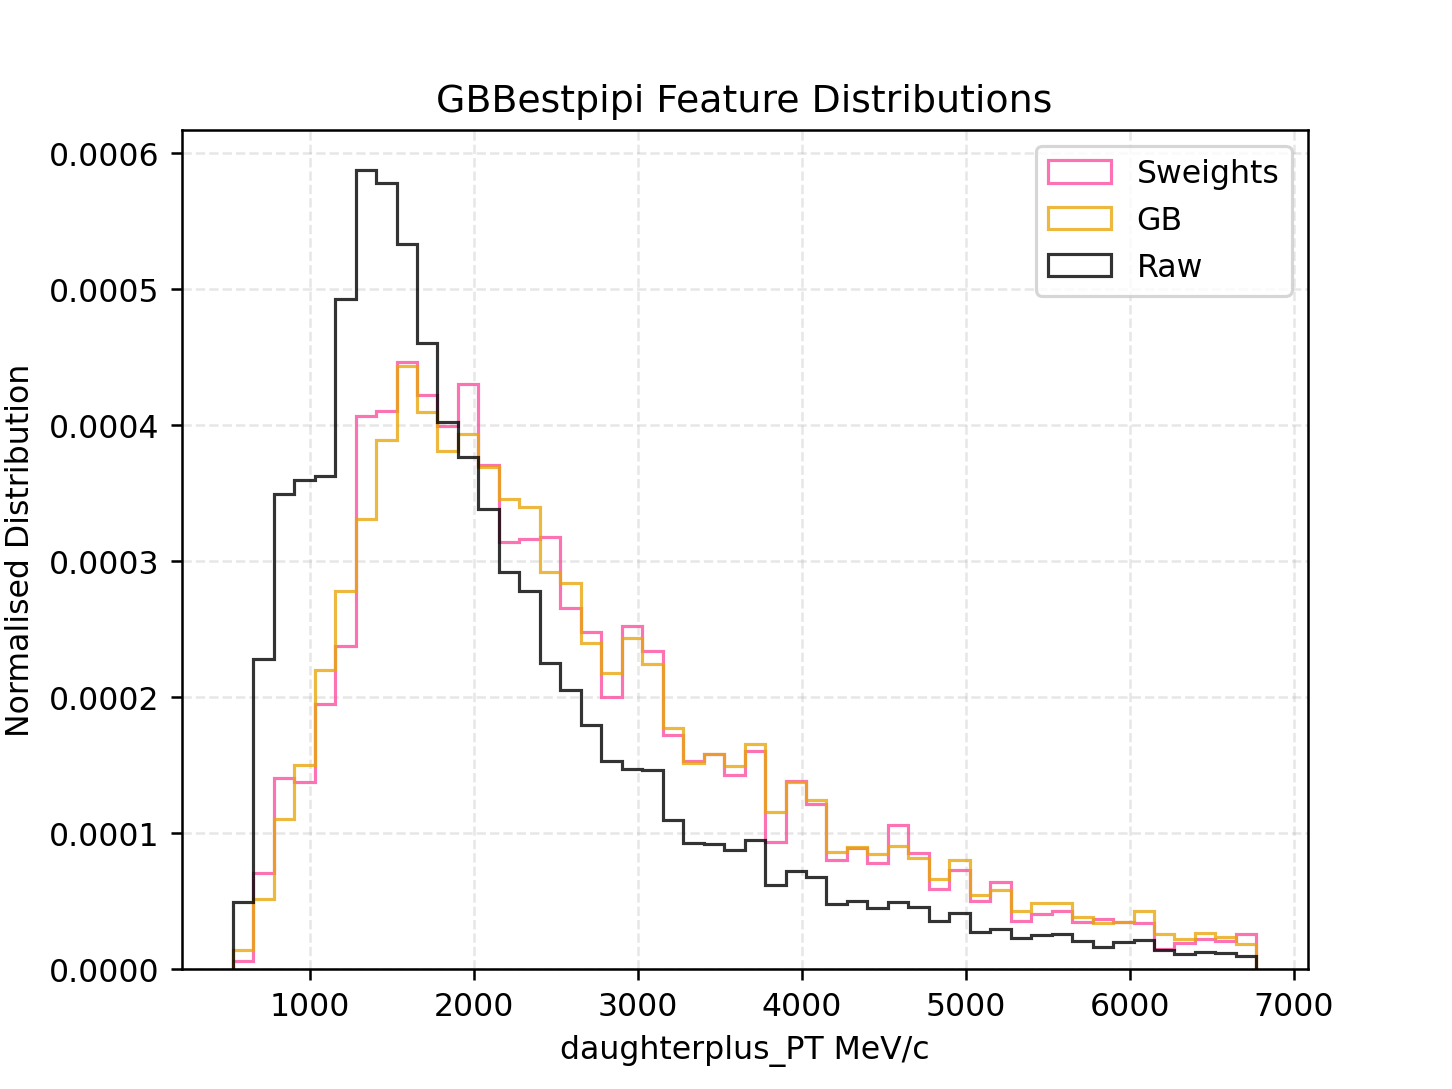 GBBestpipi Feature Distributions
Normalised Distribution
0.0006
0.0005
0.0004
0.0003
0.0002
0.0001
0.0000
Sweights
GB
Raw
1000 2000 3000 4000 5000 6000 7000
daughterplus_PT MeV/c